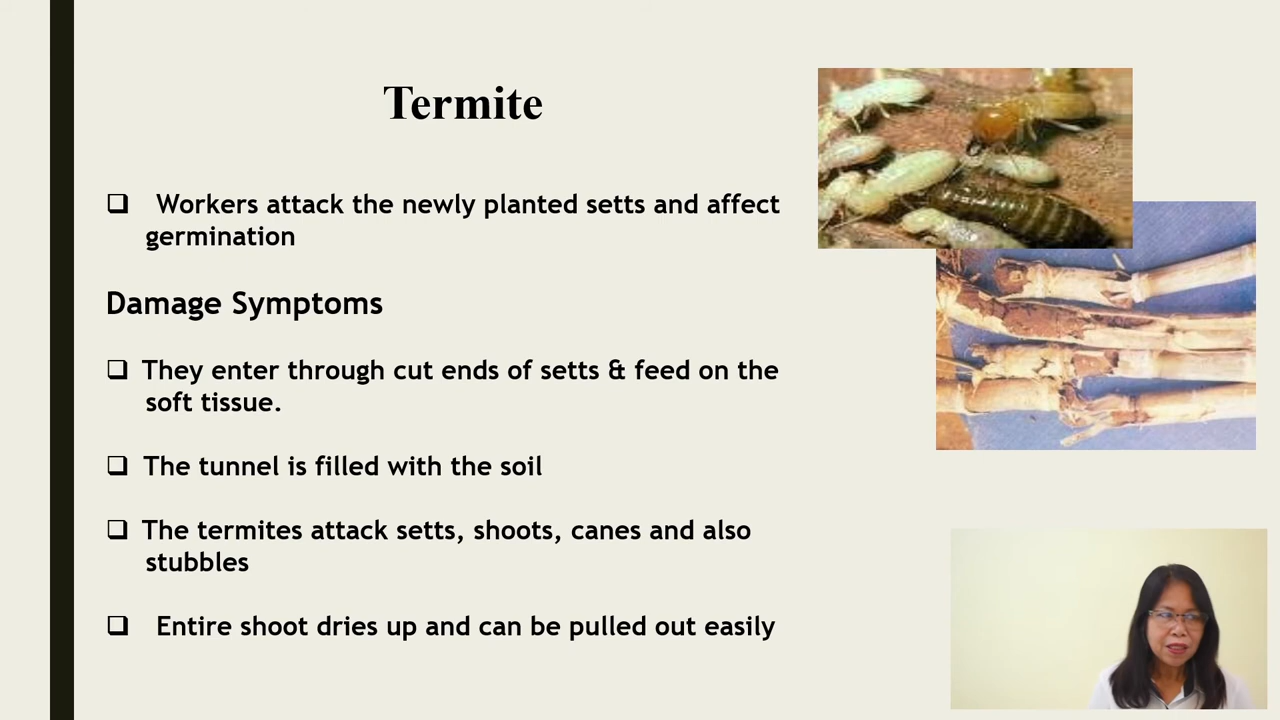 Termite
Workers attack the newly planted setts and affect
germination
Damage Symptoms
They enter through cut ends of setts & feed on the
soft tissue.
The tunnel is filled with the soil
The termites attack setts, shoots, canes and also
stubbles
Entire shoot dries up and can be pulled out easily